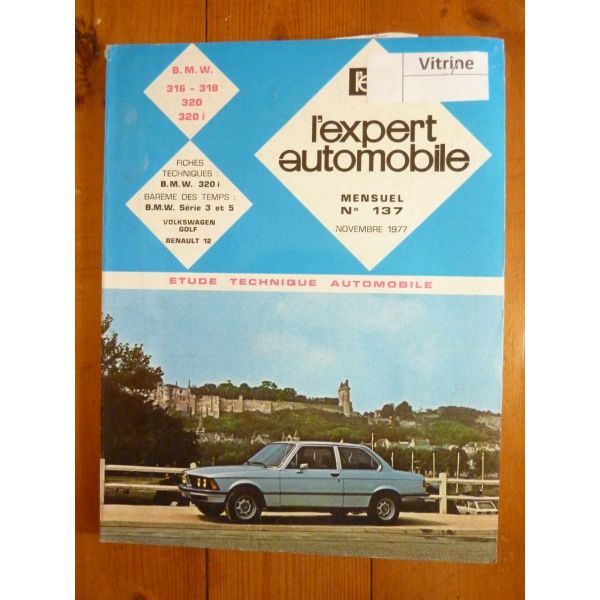 B.M.W.
316 - 318
320
320 i
Vitrine
l'expert
automobile
MENSUEL
N° 137
NOVEMBRE 1977
FICHES
TECHNIQUES :
B.M.W. 320 i
BAREME DES TEMPS :
B.M.W. Série 3 et 5
VOLKSWAGEN
GOLF
RENAULT 12
ETUDE TECHNIQUE AUTOMOBILE